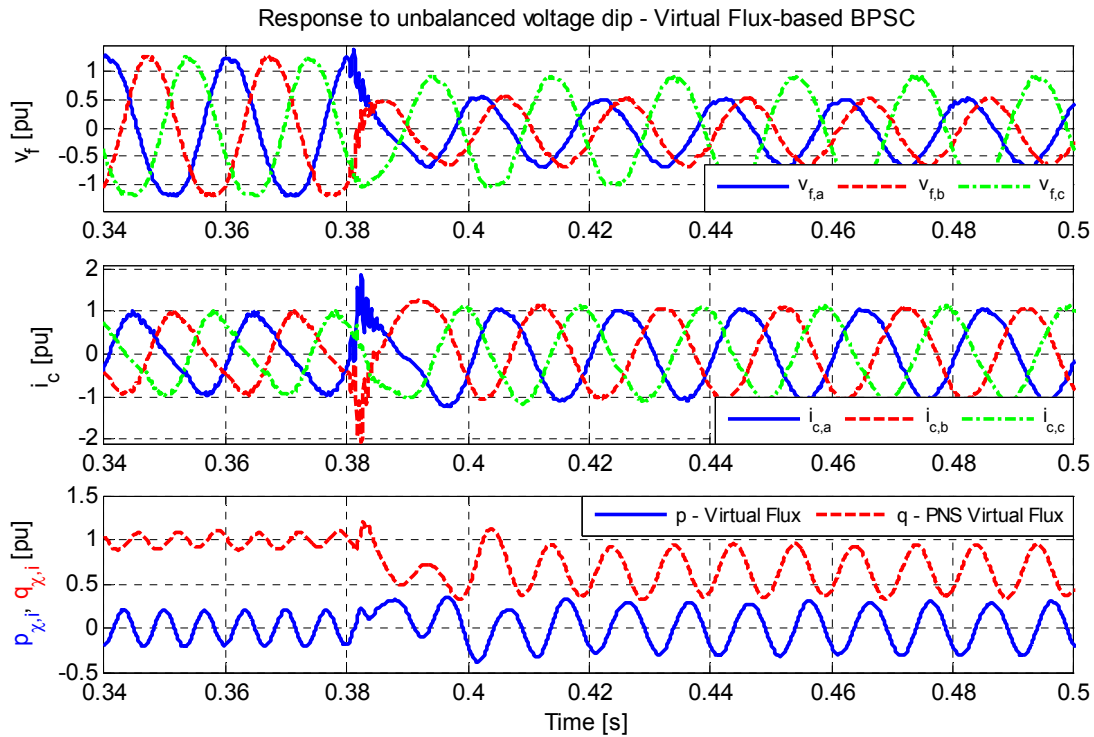 Response to unbalanced voltage dip - Virtual Flux-based BPSC
v_f [pu]
1
0.5
0
-0.5
-1
v_f,a v_f,b v_f,c
0.34 0.36 0.38 0.4 0.42 0.44 0.46 0.48 0.5
i_c [pu]
2
1
0
-1
-2
i_c,a i_c,b i_c,c
0.34 0.36 0.38 0.4 0.42 0.44 0.46 0.48 0.5
p_χ,i, q_χ,i [pu]
1.5
1
0.5
0
-0.5
p - Virtual Flux q - PNS Virtual Flux
0.34 0.36 0.38 0.4 0.42 0.44 0.46 0.48 0.5
Time [s]